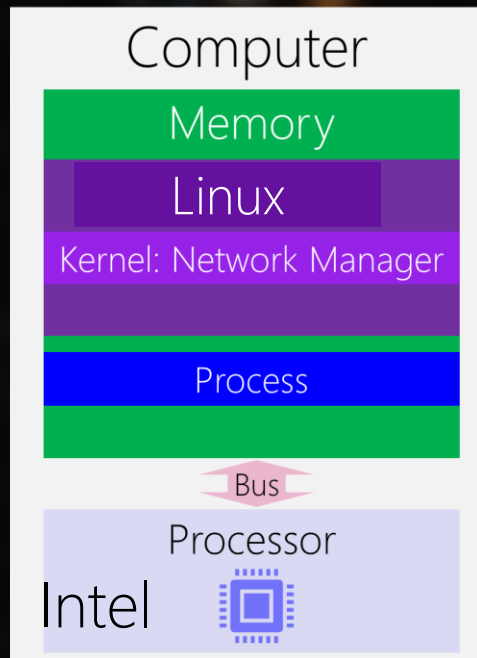 Computer
Memory
Linux
Kernel: Network Manager
Process
Bus
Processor
Intel